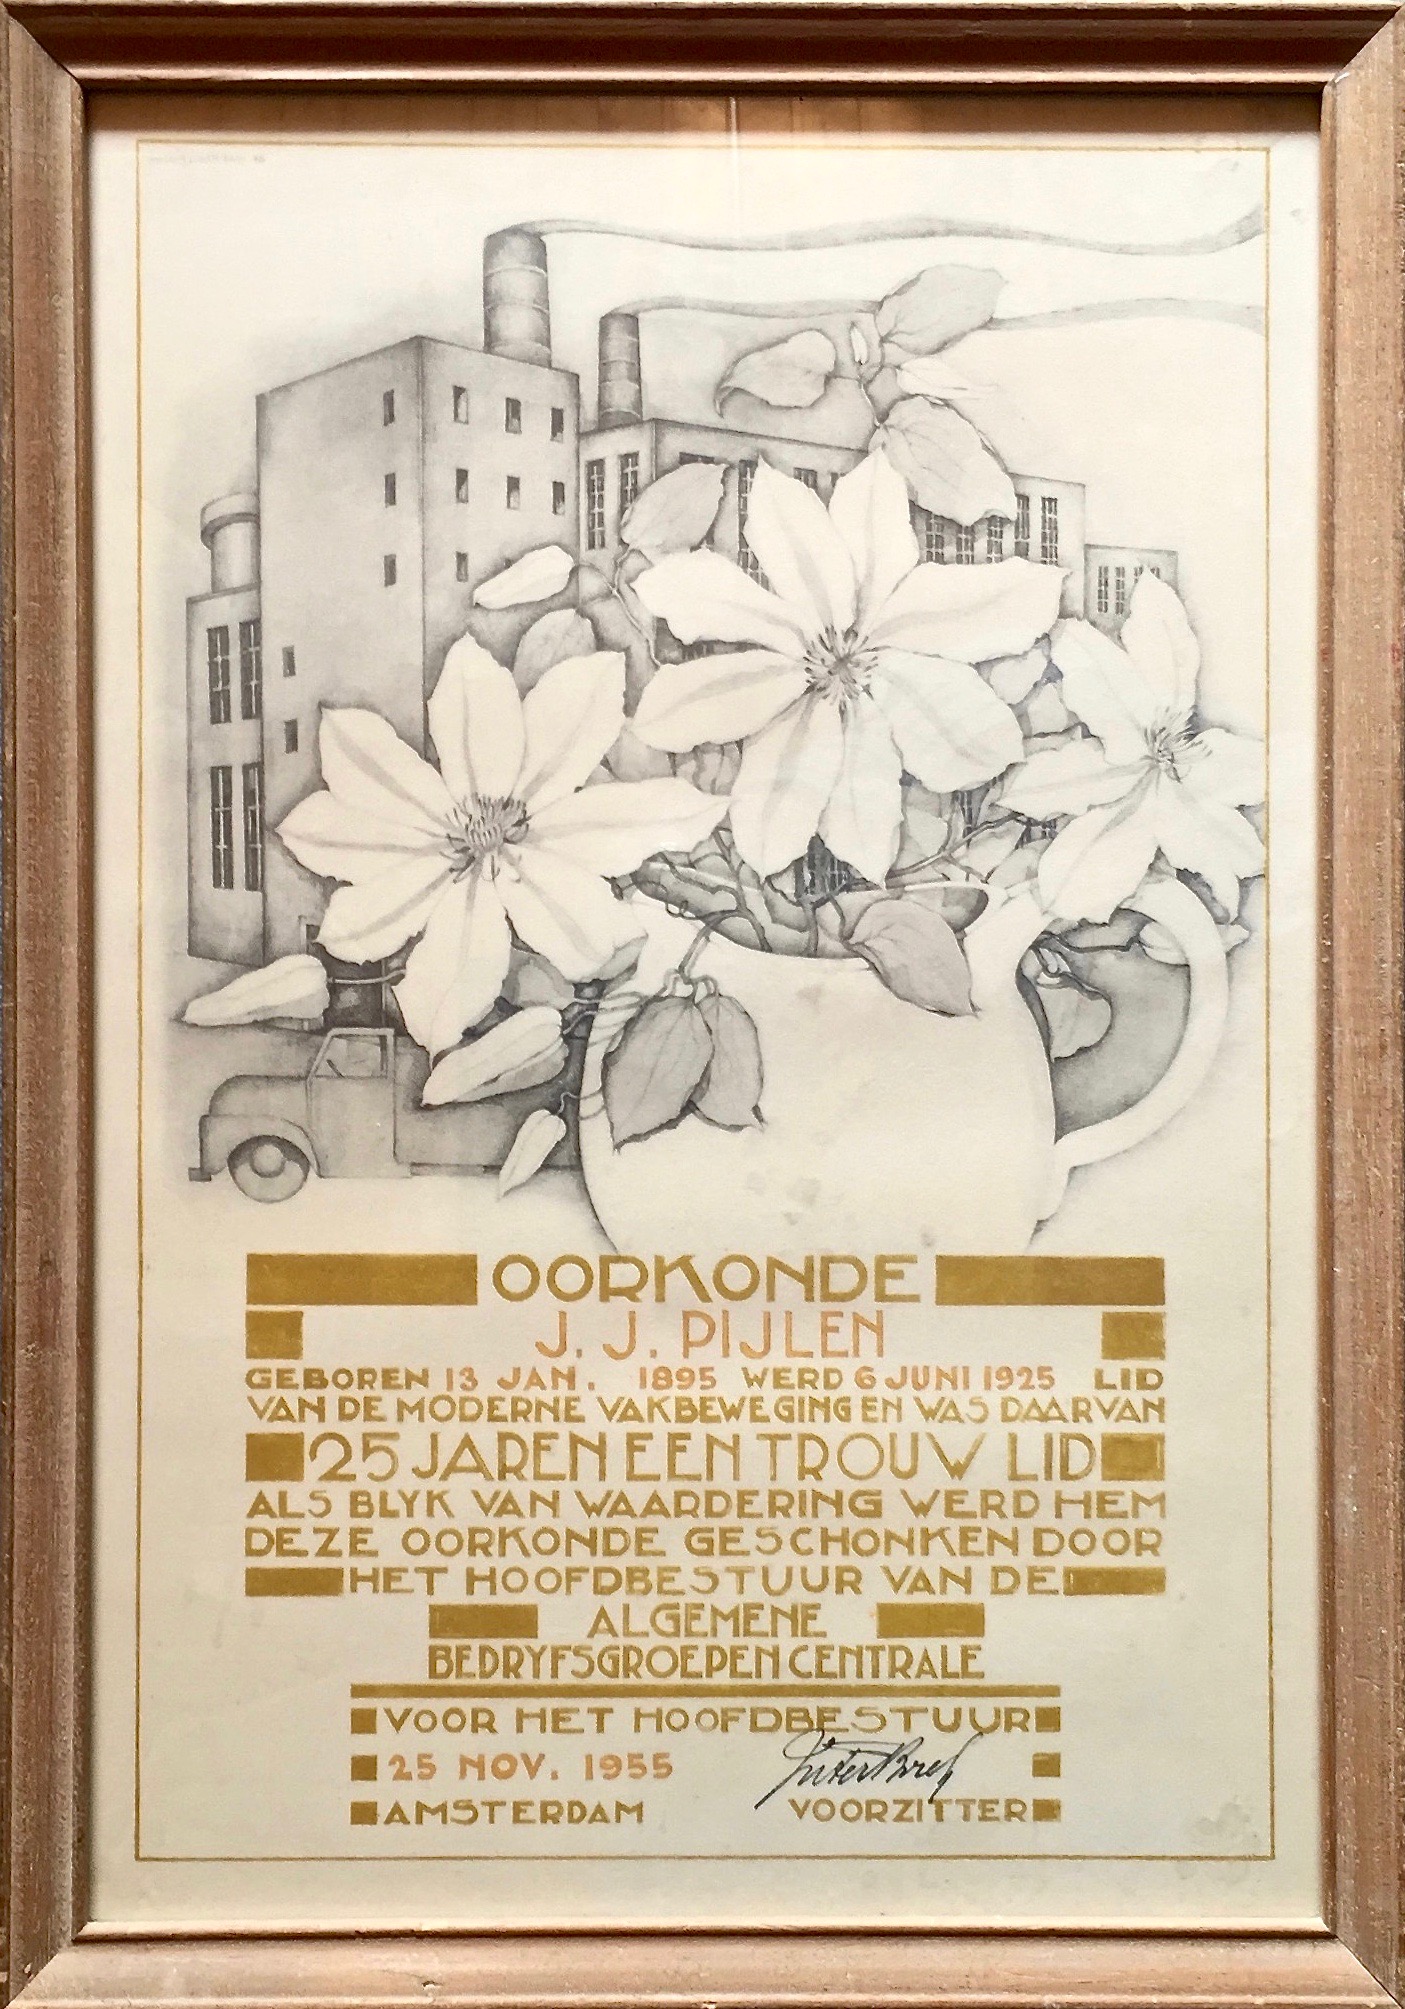 OORKONDE
J. J. PIJLEN
GEBOREN 13 JAN. 1895 WERD 6 JUNI 1925 LID
VAN DE MODERNE VAKBEWEGING EN WAS DAARVAN
25 JAREN EEN TROUW LID
ALS BLYK VAN WAARDERING WERD HEM
DEZE OORKONDE GESCHONKEN DOOR
HET HOOFDBESTUUR VAN DE
ALGEMENE
BEDRYFSGROEPEN CENTRALE
VOOR HET HOOFDBESTUUR
25 NOV. 1955
AMSTERDAM VOORZITTER